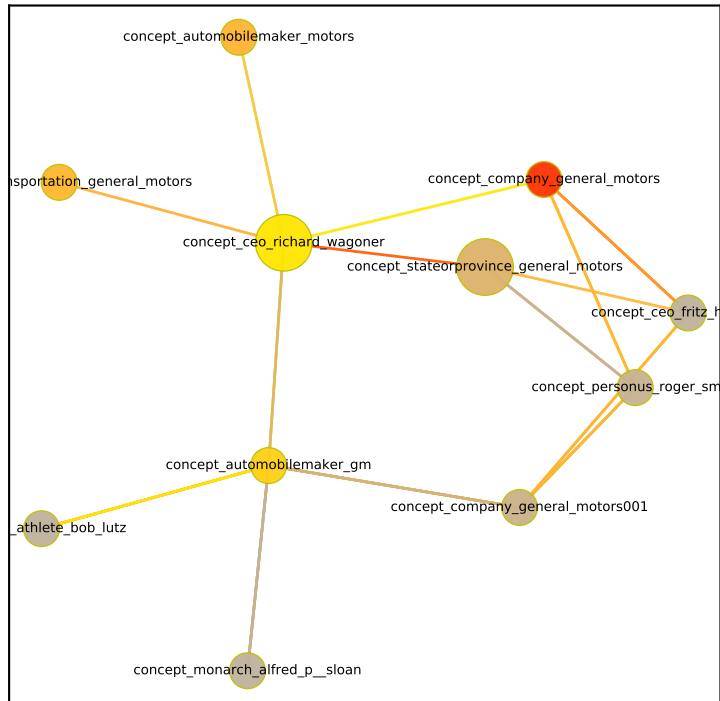 concept_automobilemaker_motors
nsportation_general_motors
concept_company_general_motors
concept_ceo_richard_wagoner
concept_stateorprovince_general_motors
concept_ceo_fritz_h
concept_personus_roger_sm
concept_automobilemaker_gm
concept_company_general_motors001
_athlete_bob_lutz
concept_monarch_alfred_p__sloan